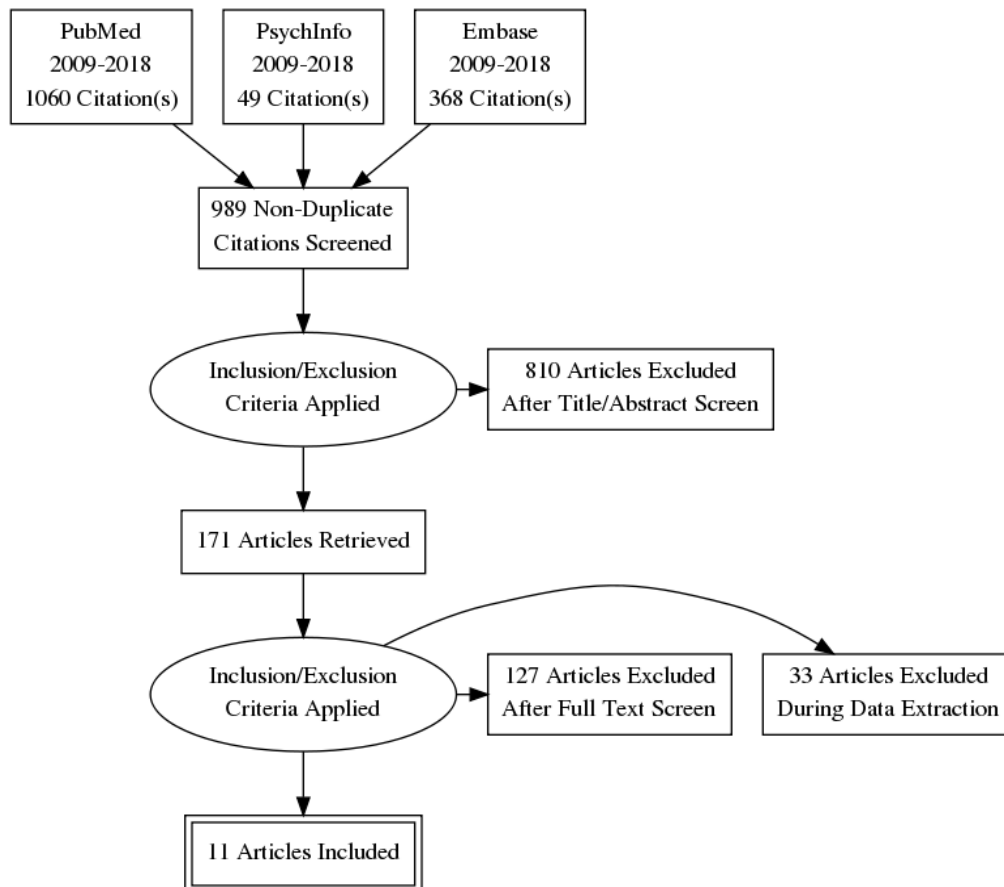 PubMed
2009-2018
1060 Citation(s)
PsychInfo
2009-2018
49 Citation(s)
Embase
2009-2018
368 Citation(s)
989 Non-Duplicate
Citations Screened
Inclusion/Exclusion
Criteria Applied
810 Articles Excluded
After Title/Abstract Screen
171 Articles Retrieved
Inclusion/Exclusion
Criteria Applied
127 Articles Excluded
After Full Text Screen
33 Articles Excluded
During Data Extraction
11 Articles Included